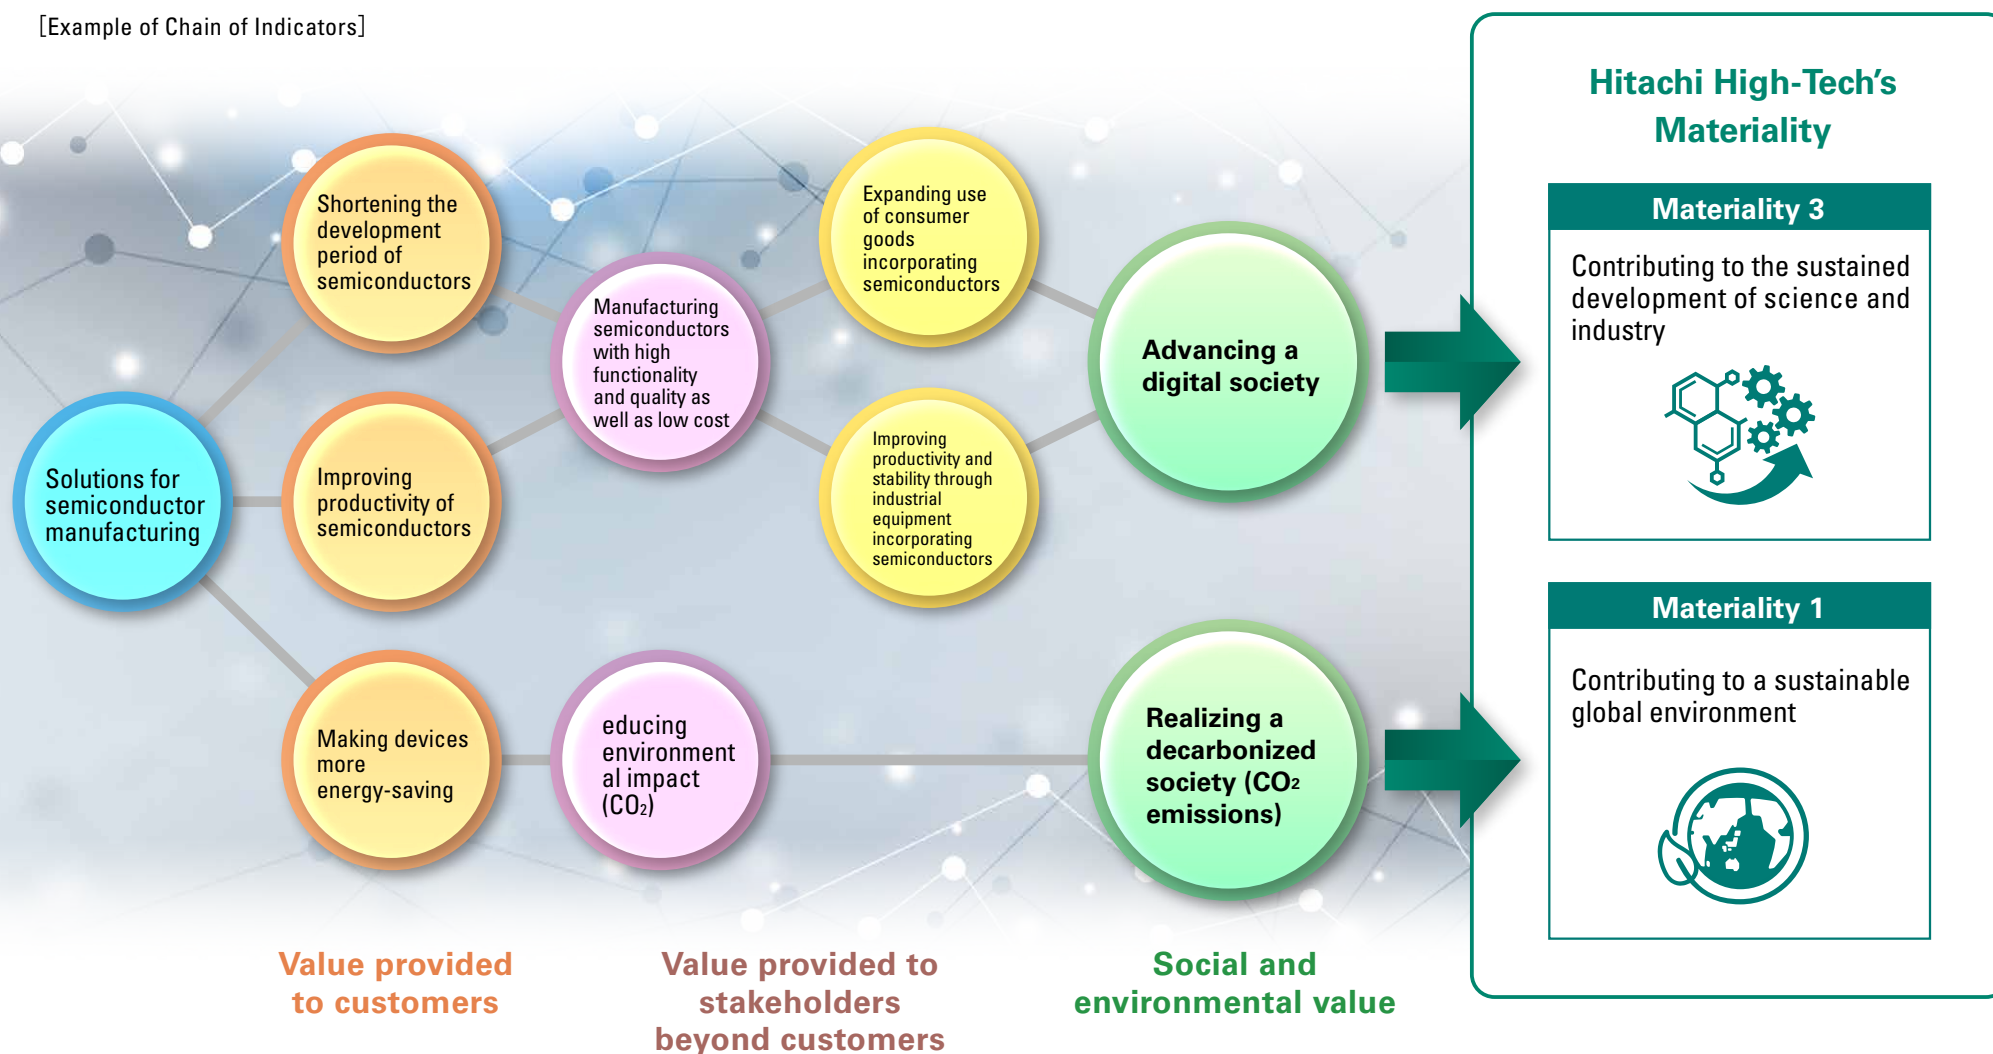 [Example of Chain of Indicators]
Solutions for
semiconductor
manufacturing
Shortening the
development
period of
semiconductors
Improving
productivity of
semiconductors
Making devices
more
energy-saving
Manufacturing
semiconductors
with high
functionality
and quality as
well as low cost
educing
environment
al impact
(CO₂)
Expanding use
of consumer
goods
incorporating
semiconductors
Improving
productivity and
stability through
industrial
equipment
incorporating
semiconductors
Advancing a
digital society
Realizing a
decarbonized
society (CO₂
emissions)
Value provided
to customers
Value provided to
stakeholders
beyond customers
Social and
environmental value
Hitachi High-Tech’s
Materiality
Materiality 3
Contributing to the sustained
development of science and
industry
Materiality 1
Contributing to a sustainable
global environment